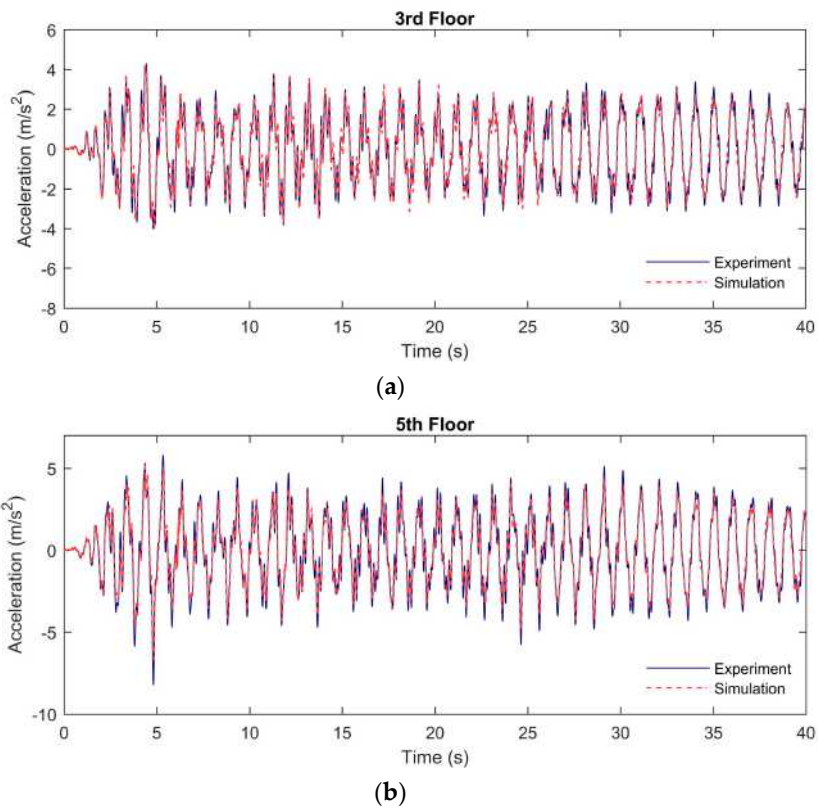 3rd Floor
6
4
2
0
-2
-4
-6
-8
Acceleration (m/s²)
Experiment
Simulation
0 5 10 15 20 25 30 35 40
Time (s)
(a)
5th Floor
5
0
-5
-10
Acceleration (m/s²)
Experiment
Simulation
0 5 10 15 20 25 30 35 40
Time (s)
(b)